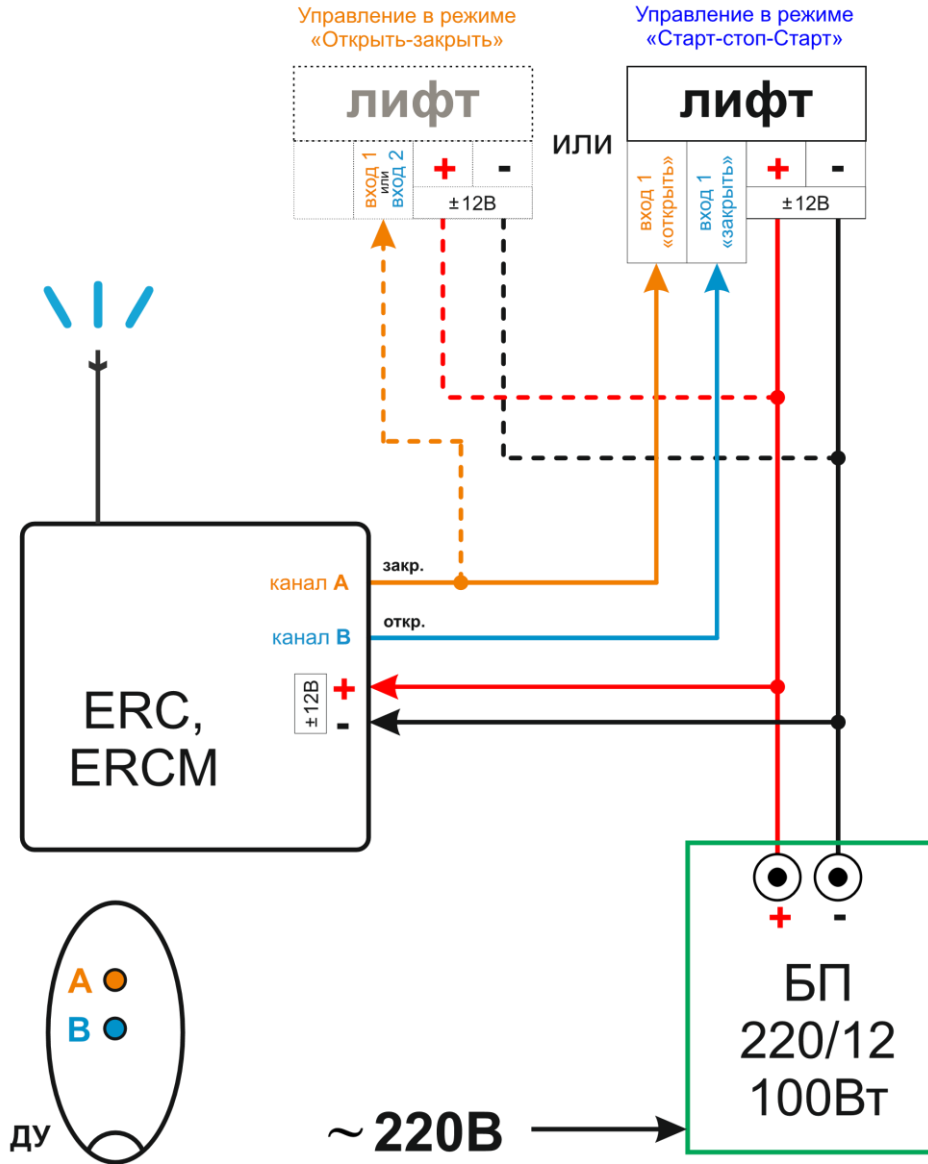 Управление в режиме
«Открыть-закрыть»
Управление в режиме
«Старт-стоп-Старт»
лифт
или
лифт
вход 1
или
вход 2
+
-
±12В
вход 1
«открыть»
вход 1
«закрыть»
+
-
±12В
канал A
закр.
канал B
откр.
±12В
+
-
ERC,
ERCM
+
-
БП
220/12
100Вт
A
B
ДУ
~220В